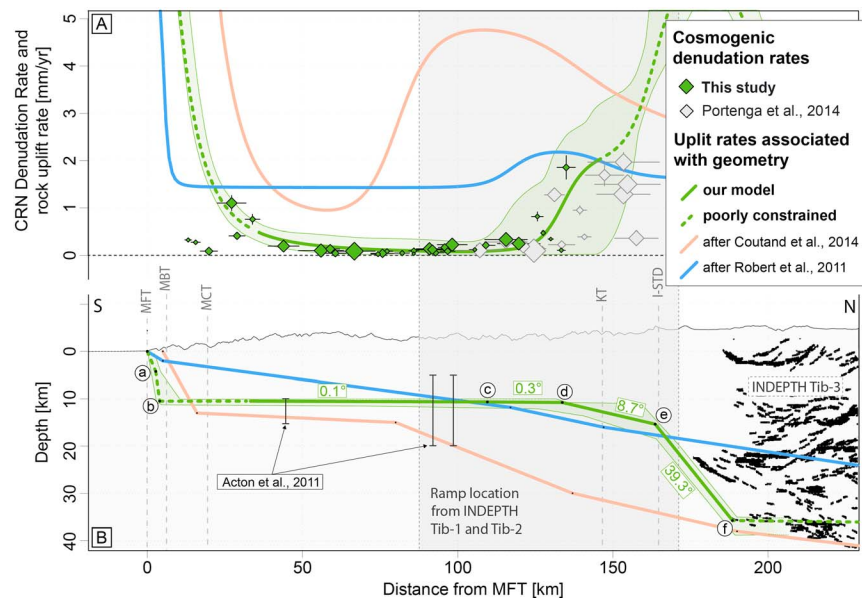 A
CRN Denudation Rate and
rock uplift rate [mm/yr]
5
4
3
2
1
0
Cosmogenic
denudation rates
This study
Portenga et al., 2014
Uplit rates associated
with geometry
our model
poorly constrained
after Coutand et al., 2014
after Robert et al., 2011
S
N
MFT
MBT
MCT
KT
I-STD
a
b
c
d
e
f
0.1°
0.3°
8.7°
39.3°
INDEPTH Tib-3
Acton et al., 2011
Ramp location
from INDEPTH
Tib-1 and Tib-2
Depth [km]
0
10
20
30
40
B
0
50
100
150
200
Distance from MFT [km]